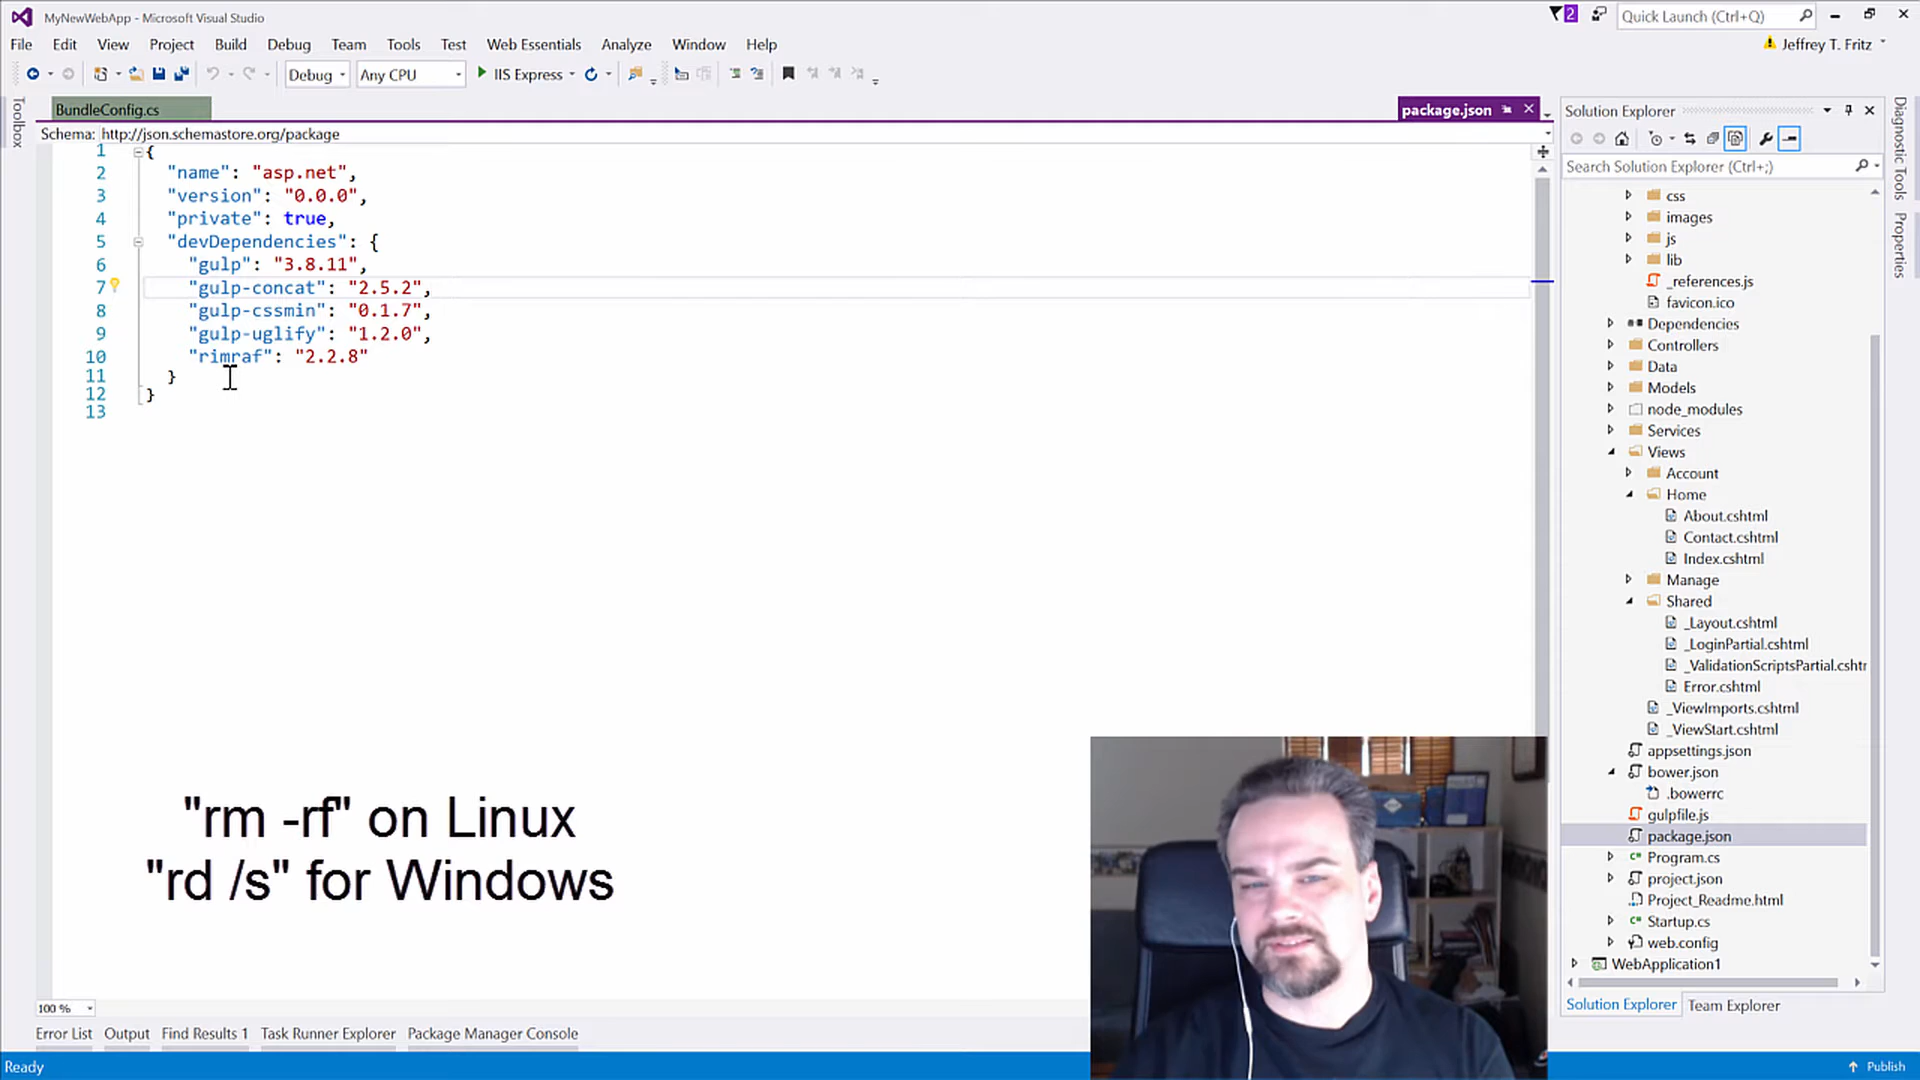 MyNewWebApp - Microsoft Visual Studio
2
Quick Launch (Ctrl+Q)
File Edit View Project Build Debug Team Tools Test Web Essentials Analyze Window Help
Jeffrey T. Fritz
Debug Any CPU IIS Express
Toolbox
BundleConfig.cs
package.json
Schema: http://json.schemastore.org/package
1 {
2 "name": "asp.net",
3 "version": "0.0.0",
4 "private": true,
5 "devDependencies": {
6 "gulp": "3.8.11",
7 "gulp-concat": "2.5.2",
8 "gulp-cssmin": "0.1.7",
9 "gulp-uglify": "1.2.0",
10 "rimraf": "2.2.8"
11 }
12 }
13
"rm -rf" on Linux
"rd /s" for Windows
100 %
Error List Output Find Results 1 Task Runner Explorer Package Manager Console
Ready
Solution Explorer
Search Solution Explorer (Ctrl+;)
css
images
js
lib
_references.js
favicon.ico
Dependencies
Controllers
Data
Models
node_modules
Services
Views
Account
Home
About.cshtml
Contact.cshtml
Index.cshtml
Manage
Shared
_Layout.cshtml
_LoginPartial.cshtml
_ValidationScriptsPartial.cshtr
Error.cshtml
_ViewImports.cshtml
_ViewStart.cshtml
appsettings.json
bower.json
.bowerrc
gulpfile.js
package.json
C# Program.cs
project.json
Project_Readme.html
C# Startup.cs
web.config
WebApplication1
Solution Explorer Team Explorer
Publish
Diagnostic Tools
Properties